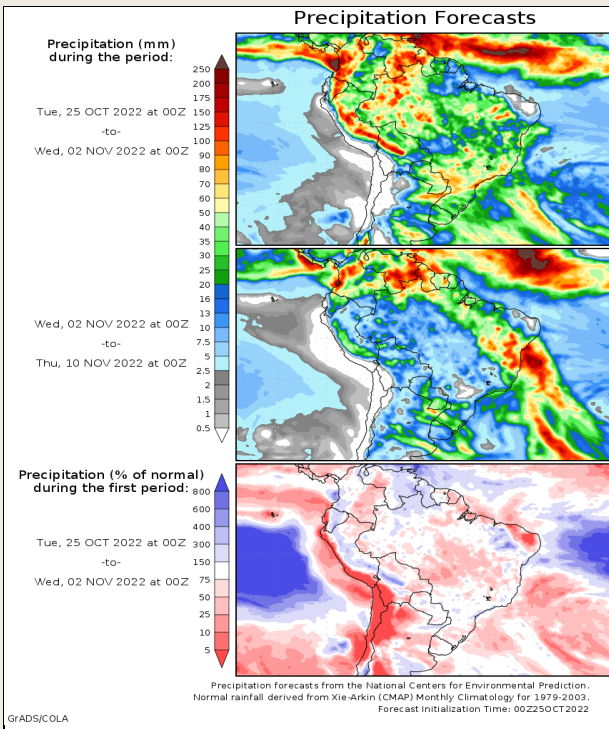 Precipitation Forecasts
Precipitation (mm)
during the period:
Tue, 25 OCT 2022 at 00Z
-to-
Wed, 02 NOV 2022 at 00Z
250
200
175
150
125
100
90
80
70
60
50
40
35
30
25
20
16
13
10
7.5
5
2.5
2
1.5
1
0.5
Wed, 02 NOV 2022 at 00Z
-to-
Thu, 10 NOV 2022 at 00Z
Precipitation (% of normal)
during the first period:
Tue, 25 OCT 2022 at 00Z
-to-
Wed, 02 NOV 2022 at 00Z
800
600
400
300
150
75
50
25
10
5
Precipitation forecasts from the National Centers for Environmental Prediction.
Normal rainfall derived from Xie-Arkin (CMAP) Monthly Climatology for 1979-2003.
Forecast Initialization Time: 00Z25OCT2022
GrADS/COLA